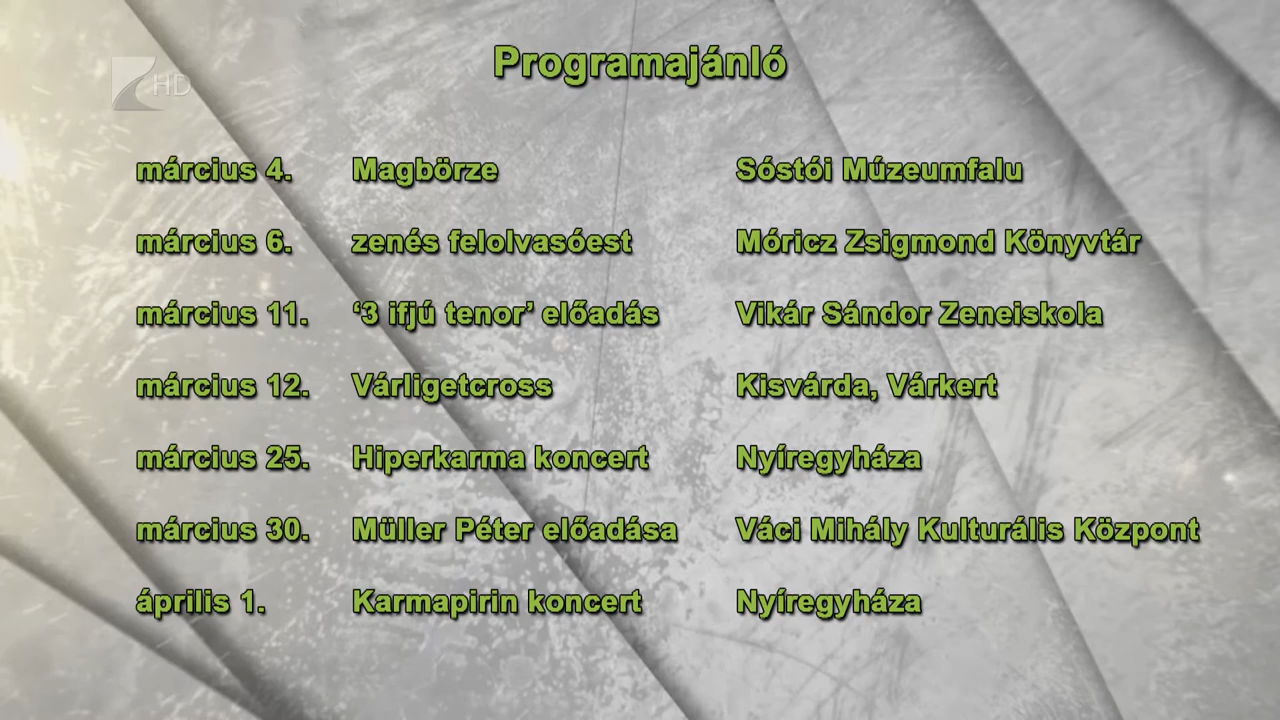 HD
Programajánló
március 4. Magbörze Sóstói Múzeumfalu
március 6. zenés felolvasóest Móricz Zsigmond Könyvtár
március 11. ‘3 ifjú tenor’ előadás Vikár Sándor Zeneiskola
március 12. Várligetcross Kisvárda, Várkert
március 25. Hiperkarma koncert Nyíregyháza
március 30. Müller Péter előadása Váci Mihály Kulturális Központ
április 1. Karmapirin koncert Nyíregyháza